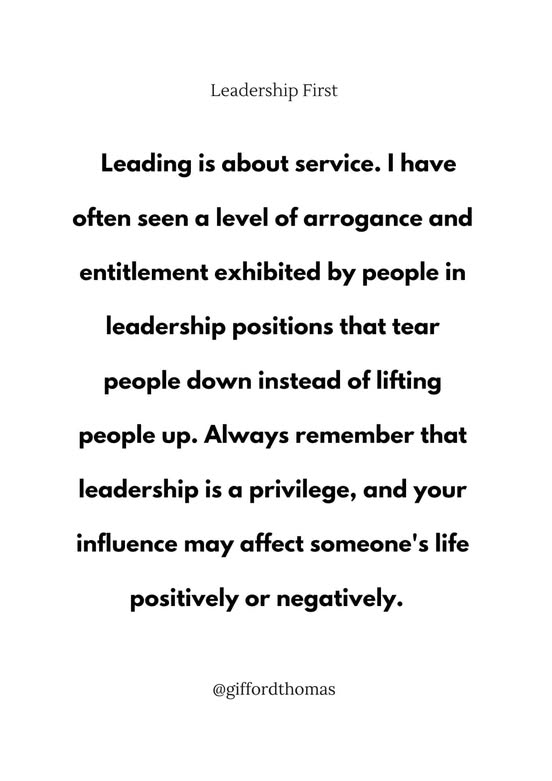 Leadership First
Leading is about service. I have
often seen a level of arrogance and
entitlement exhibited by people in
leadership positions that tear
people down instead of lifting
people up. Always remember that
leadership is a privilege, and your
influence may affect someone's life
positively or negatively.
@giffordthomas